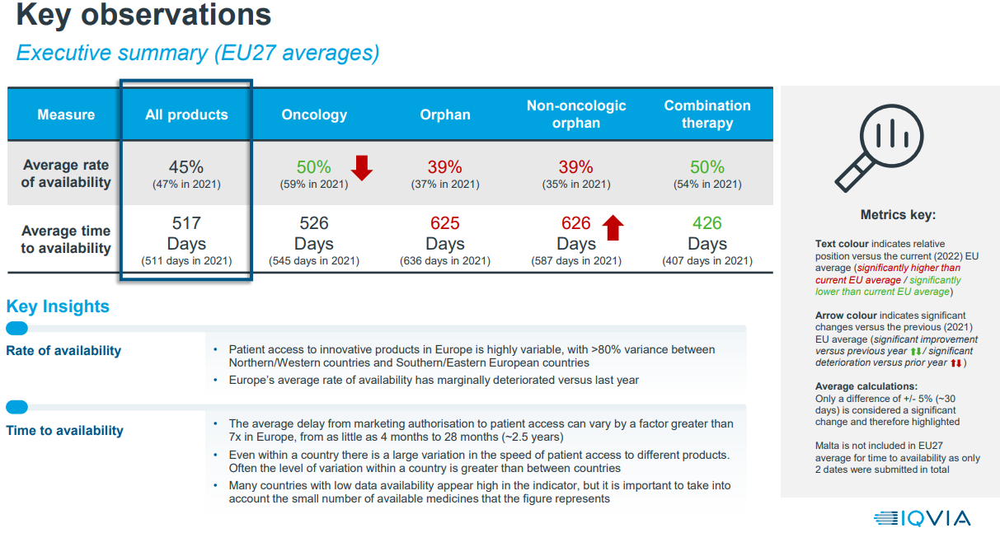 Key observations
Executive summary (EU27 averages)
Measure
All products
Oncology
Orphan
Non-oncologic
orphan
Combination
therapy
Average rate
of availability
45%
(47% in 2021)
50%
(59% in 2021)
39%
(37% in 2021)
39%
(35% in 2021)
50%
(54% in 2021)
Average time
to availability
517
Days
(511 days in 2021)
526
Days
(545 days in 2021)
625
Days
(636 days in 2021)
626
Days
(587 days in 2021)
426
Days
(407 days in 2021)
Key Insights
Rate of availability
• Patient access to innovative products in Europe is highly variable, with >80% variance between
Northern/Western countries and Southern/Eastern European countries
• Europe's average rate of availability has marginally deteriorated versus last year
Time to availability
• The average delay from marketing authorisation to patient access can vary by a factor greater than
7x in Europe, from as little as 4 months to 28 months (~2.5 years)
• Even within a country there is a large variation in the speed of patient access to different products.
Often the level of variation within a country is greater than between countries
• Many countries with low data availability appear high in the indicator, but it is important to take into
account the small number of available medicines that the figure represents
Metrics key:
Text colour indicates relative
position versus the current (2022) EU
average (significantly higher than
current EU average / significantly
lower than current EU average)
Arrow colour indicates significant
changes versus the previous (2021)
EU average (significant improvement
versus previous year ⬆⬇/ significant
deterioration versus prior year ⬆⬇)
Average calculations:
Only a difference of +/- 5% (~30
days) is considered a significant
change and therefore highlighted
Malta is not included in EU27
average for time to availability as only
2 dates were submitted in total
IQVIA